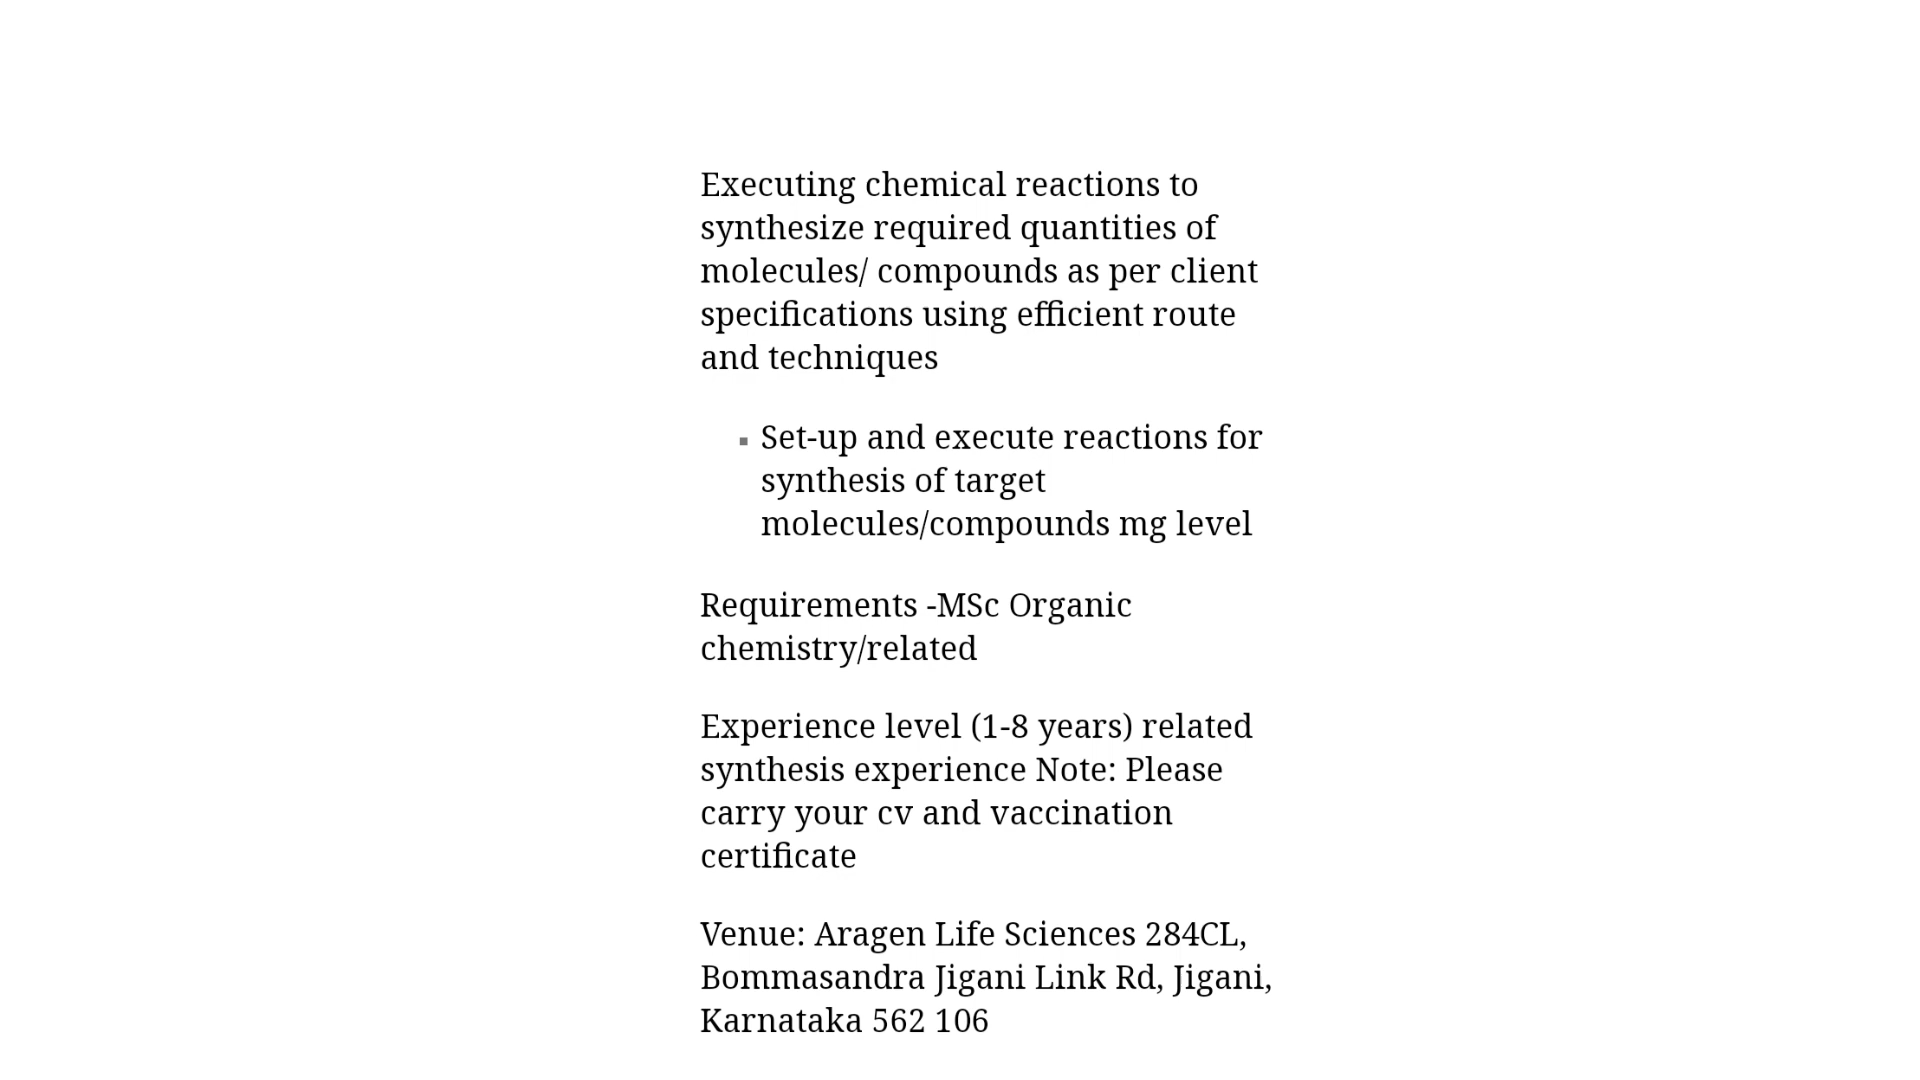 Executing chemical reactions to
synthesize required quantities of
molecules/ compounds as per client
specifications using efficient route
and techniques
▪ Set-up and execute reactions for
synthesis of target
molecules/compounds mg level
Requirements -MSc Organic
chemistry/related
Experience level (1-8 years) related
synthesis experience Note: Please
carry your cv and vaccination
certificate
Venue: Aragen Life Sciences 284CL,
Bommasandra Jigani Link Rd, Jigani,
Karnataka 562 106